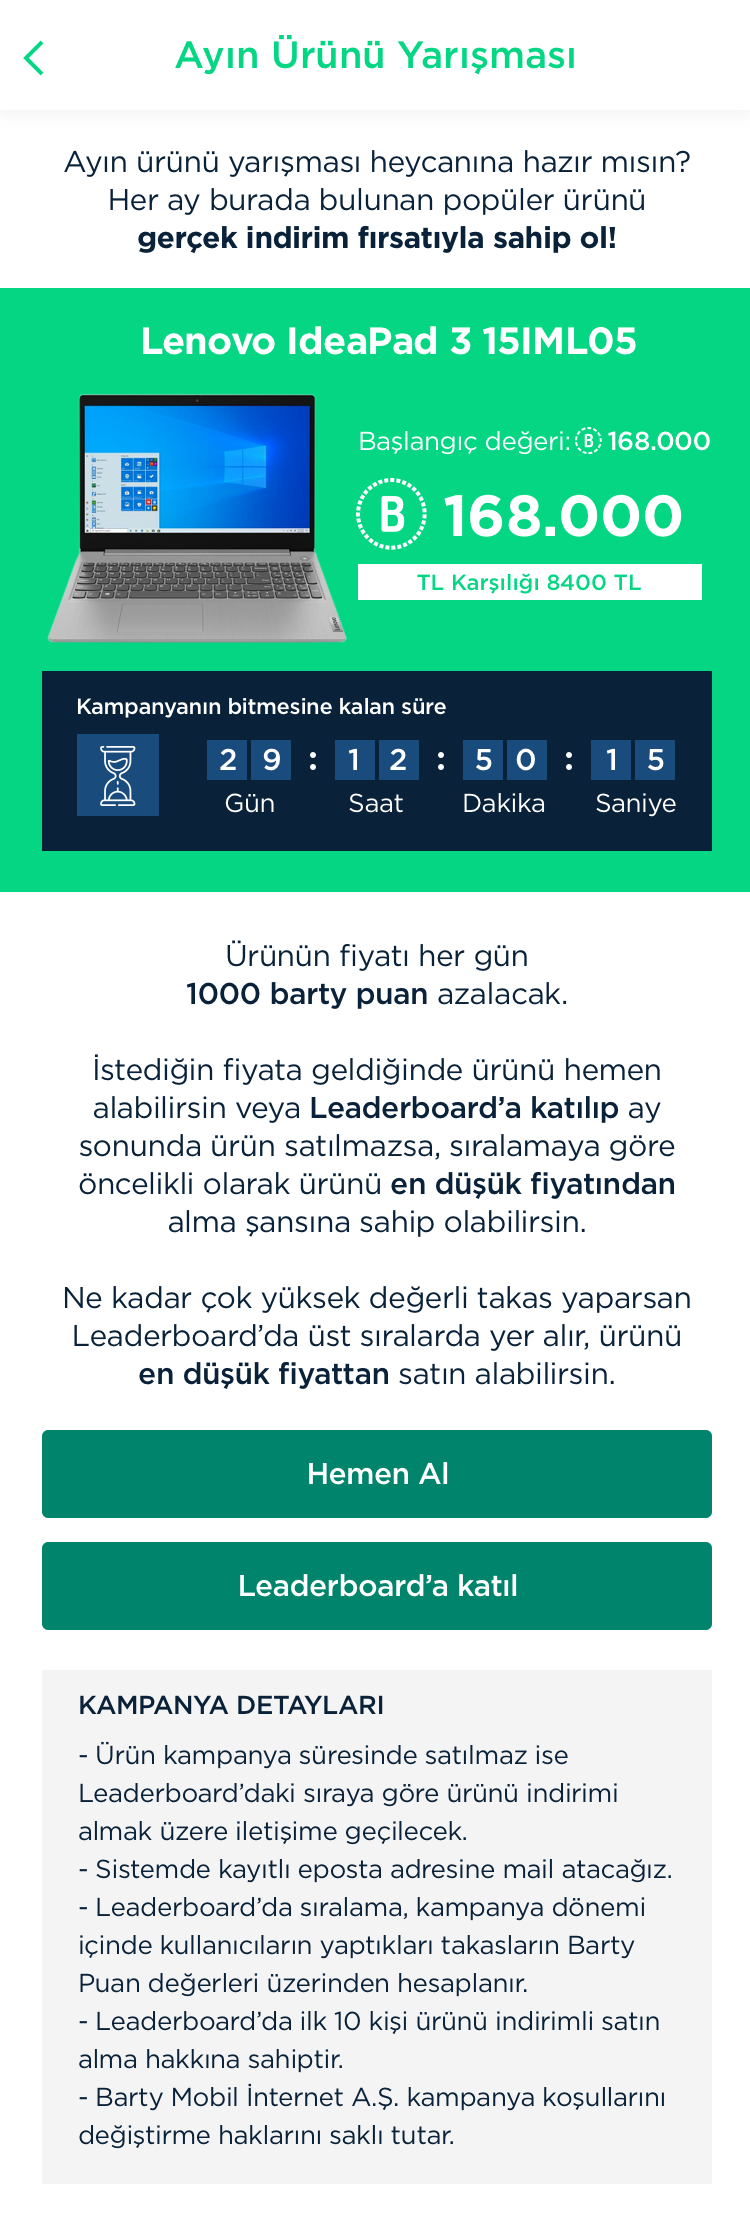 Ayın Ürünü Yarışması
Ayın ürünü yarışması heycanına hazır mısın?
Her ay burada bulunan popüler ürünü
gerçek indirim fırsatıyla sahip ol!
Lenovo IdeaPad 3 15IML05
Başlangıç değeri: B 168.000
B 168.000
TL Karşılığı 8400 TL
Kampanyanın bitmesine kalan süre
29 : 12 : 50 : 15
Gün Saat Dakika Saniye
Ürünün fiyatı her gün
1000 barty puan azalacak.
İstediğin fiyata geldiğinde ürünü hemen
alabilirsin veya Leaderboard’a katılıp ay
sonunda ürün satılmazsa, sıralamaya göre
öncelikli olarak ürünü en düşük fiyatından
alma şansına sahip olabilirsin.
Ne kadar çok yüksek değerli takas yaparsan
Leaderboard’da üst sıralarda yer alır, ürünü
en düşük fiyattan satın alabilirsin.
Hemen Al
Leaderboard’a katıl
KAMPANYA DETAYLARI
- Ürün kampanya süresinde satılmaz ise
Leaderboard’daki sıraya göre ürünü indirimi
almak üzere iletişime geçilecek.
- Sistemde kayıtlı eposta adresine mail atacağız.
- Leaderboard’da sıralama, kampanya dönemi
içinde kullanıcıların yaptıkları takasların Barty
Puan değerleri üzerinden hesaplanır.
- Leaderboard’da ilk 10 kişi ürünü indirimli satın
alma hakkına sahiptir.
- Barty Mobil İnternet A.Ş. kampanya koşullarını
değiştirme haklarını saklı tutar.